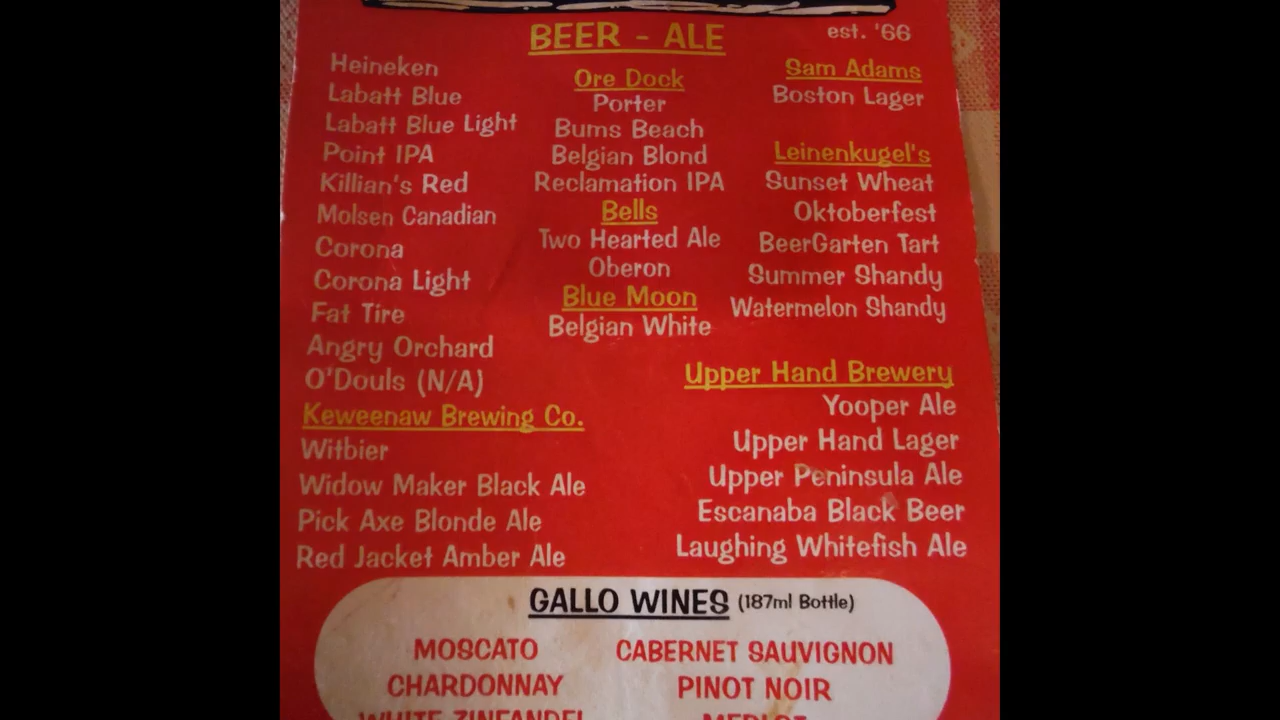 BEER - ALE
est. '66
Heineken
Labatt Blue
Labatt Blue Light
Point IPA
Killian's Red
Molsen Canadian
Corona
Corona Light
Fat Tire
Angry Orchard
O'Douls (N/A)
Keweenaw Brewing Co.
Witbier
Widow Maker Black Ale
Pick Axe Blonde Ale
Red Jacket Amber Ale
Ore Dock
Porter
Bums Beach
Belgian Blond
Reclamation IPA
Bells
Two Hearted Ale
Oberon
Blue Moon
Belgian White
Sam Adams
Boston Lager
Leinenkugel's
Sunset Wheat
Oktoberfest
BeerGarten Tart
Summer Shandy
Watermelon Shandy
Upper Hand Brewery
Yooper Ale
Upper Hand Lager
Upper Peninsula Ale
Escanaba Black Beer
Laughing Whitefish Ale
GALLO WINES (187ml Bottle)
MOSCATO
CHARDONNAY
WHITE ZINFANDEL
CABERNET SAUVIGNON
PINOT NOIR
MERLOT